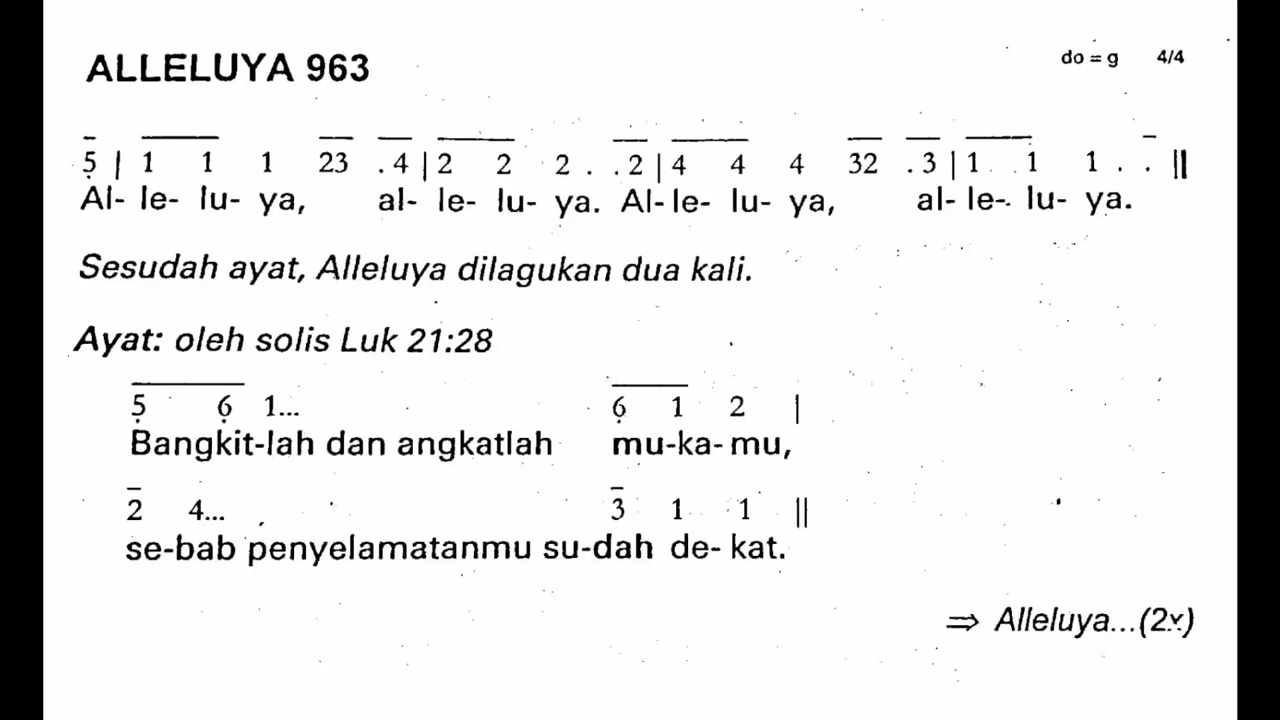 ALLELUYA 963
do = g 4/4
5̣ | 1 1 1 23 .4 | 2 2 2 . .2 | 4 4 4 32 .3 | 1 1 1 . . ||
Al- le- lu- ya, al- le- lu- ya. Al- le- lu- ya, al- le- lu- ya.
Sesudah ayat, Alleluya dilagukan dua kali.
Ayat: oleh solis Luk 21:28
5̣ 6̣ 1... 6̣ 1 2 |
Bangkit-lah dan angkatlah mu-ka- mu,
2 4... 3 1 1 ||
se-bab penyelamatanmu su-dah de- kat.
⇒ Alleluya...(2x)